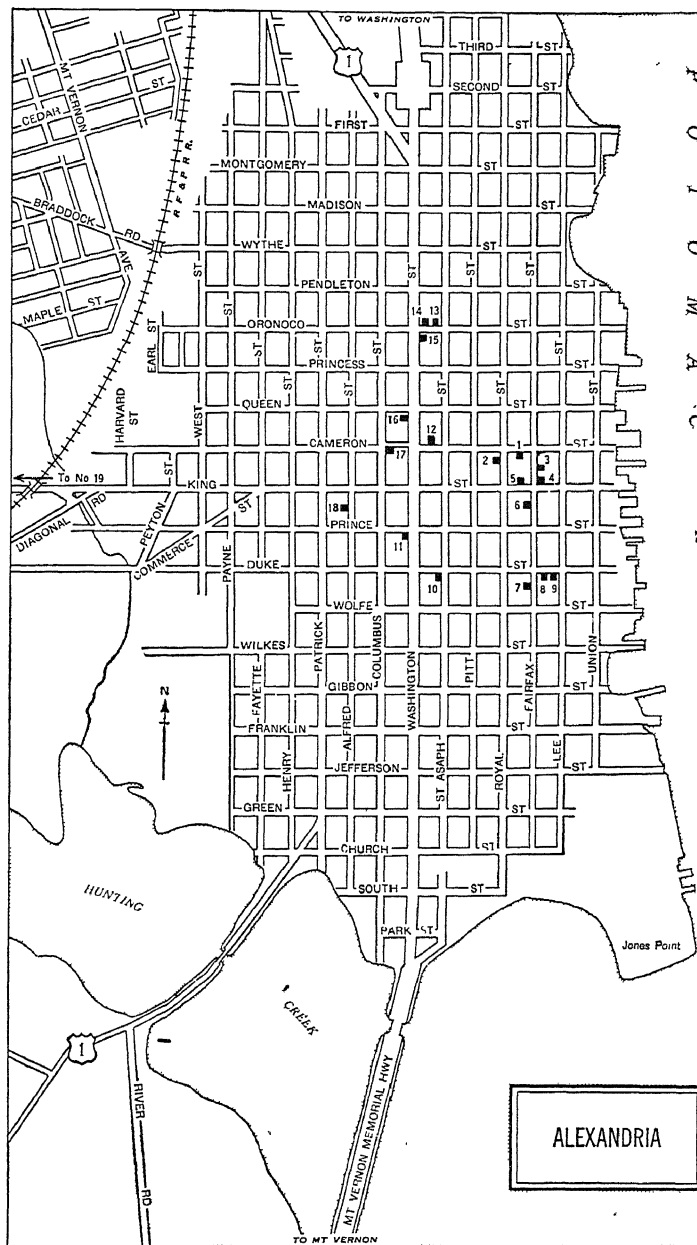 TO WASHINGTON
THIRD ST
1
SECOND ST
MT VERNON AVE
CEDAR ST
FIRST ST
MONTGOMERY ST
R F & P R R.
MADISON ST
BRADDOCK RD
WYTHE ST
ST ST ST ST
PENDLETON ST
MAPLE ST
14 13
EARL ST
ORONOCO ST
15
ST ST ST ST ST
PRINCESS
ST ST ST ST ST
QUEEN
HARVARD ST
WEST
16
12
CAMERON ST
1
17
2
3
To No 19
ST
KING ST
5 4
DIAGONAL RD
PEYTON
18
6
PRINCE ST
COMMERCE ST
11
DUKE ST
PAYNE
10
7
8 9
WOLFE ST
WILKES ST
FAYETTE
PATRICK
COLUMBUS
WASHINGTON
PITT
FAIRFAX
UNION
GIBBON ST
N
FRANKLIN ST
HENRY
ALFRED
ST ASAPH
ROYAL
LEE
JEFFERSON ST
GREEN ST
CHURCH ST
SOUTH ST
HUNTING
PARK ST
Jones Point
CREEK
1
RIVER RD
MT VERNON MEMORIAL HWY
ALEXANDRIA
TO MT VERNON